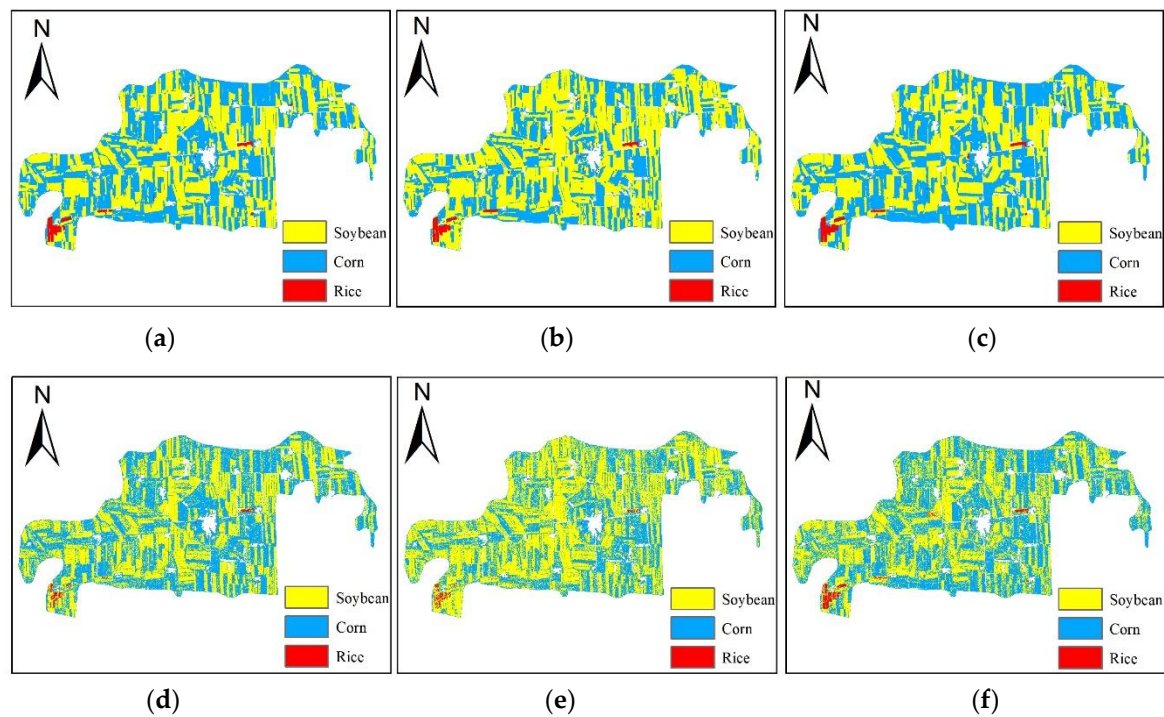 N
N
N
Soybean
Corn
Rice
Soybean
Corn
Rice
Soybean
Corn
Rice
(a)
(b)
(c)
N
N
N
Soybean
Corn
Rice
Soybean
Corn
Rice
Soybean
Corn
Rice
(d)
(e)
(f)